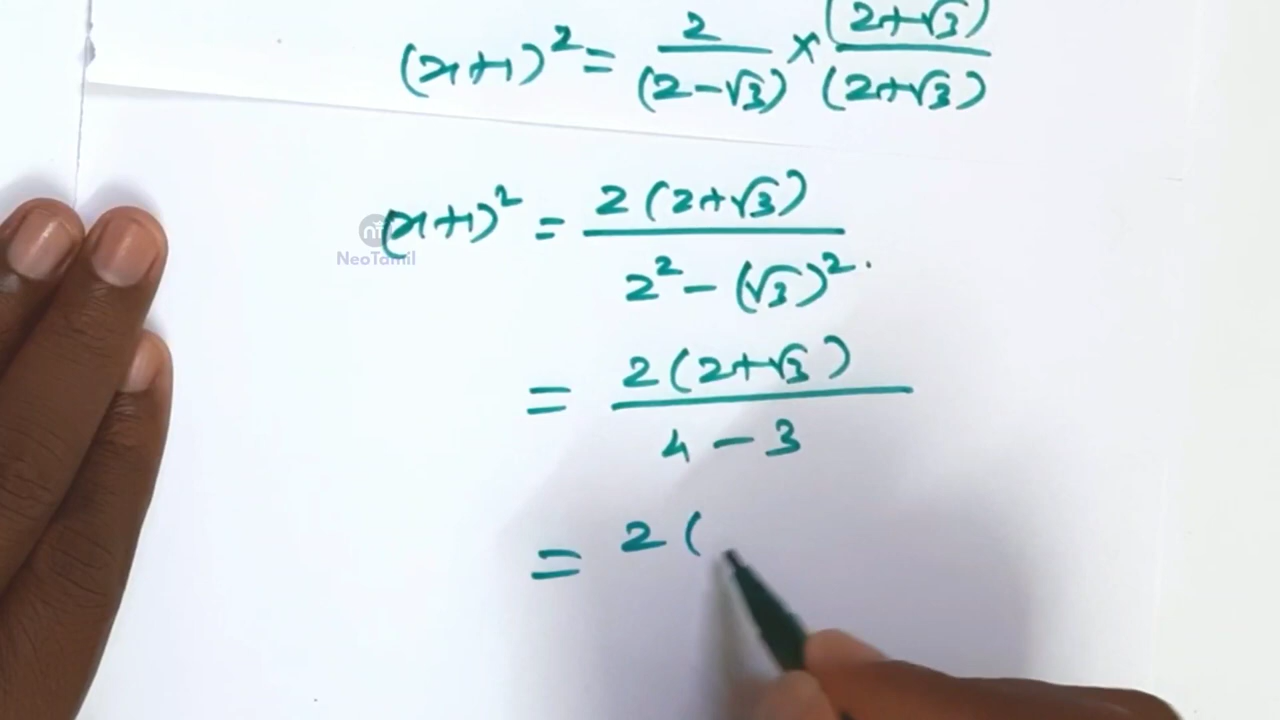 (x+1)² = 2/(2-√3) × (2+√3)/(2+√3)
(x+1)² = 2(2+√3)/2² - (√3)².
NeoTamil
= 2(2+√3)/4 - 3
= 2(